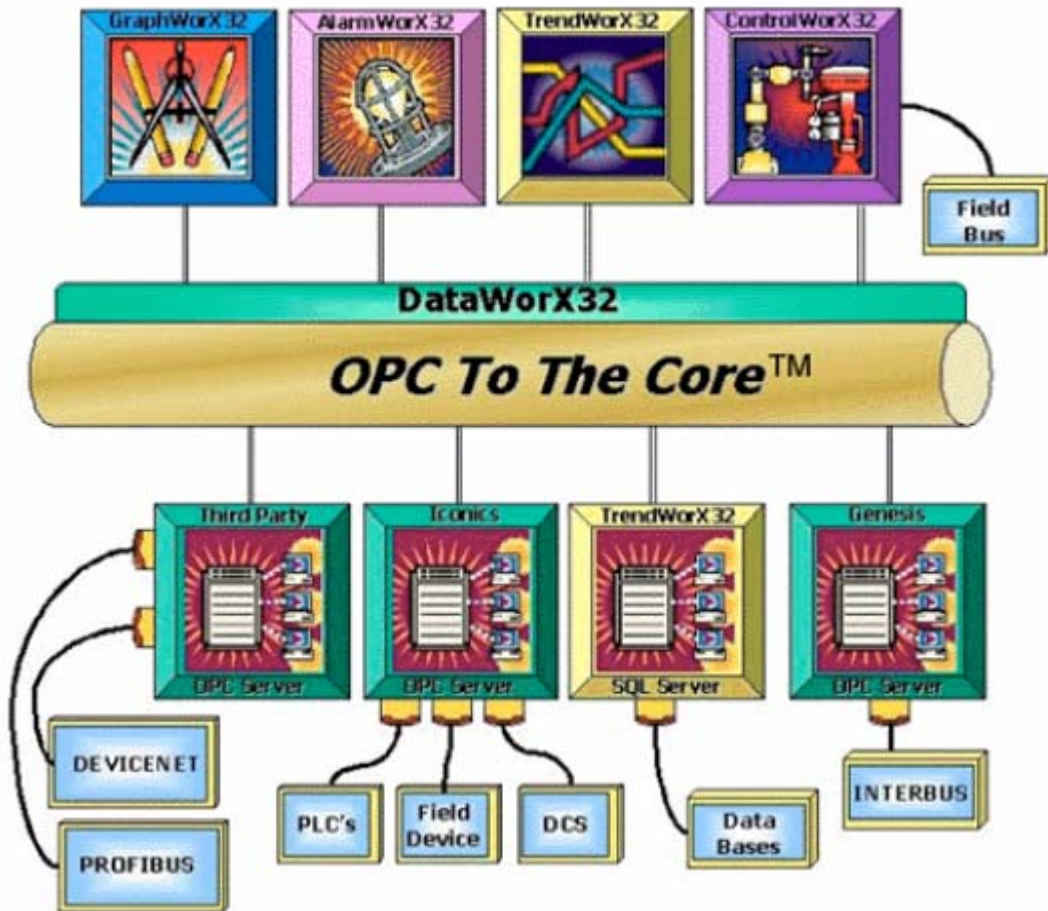 GraphWorX32
AlarmWorX32
TrendWorX32
ControlWorX32
Field
Bus
DataWorX32
OPC To The Core™
Third Party
OPC Server
Iconics
OPC Server
TrendWorX32
SQL Server
Genesis
OPC Server
DEVICENET
PROFIBUS
PLC's
Field
Device
DCS
Data
Bases
INTERBUS